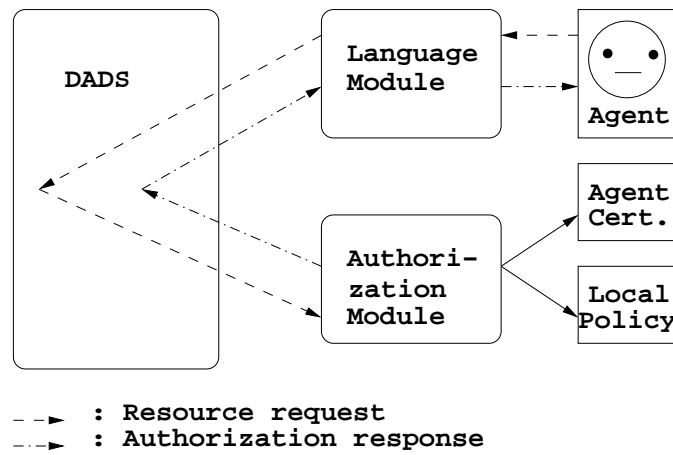 DADS
Language
Module
Agent
Agent
Cert.
Authori-
zation
Module
Local
Policy
: Resource request
: Authorization response